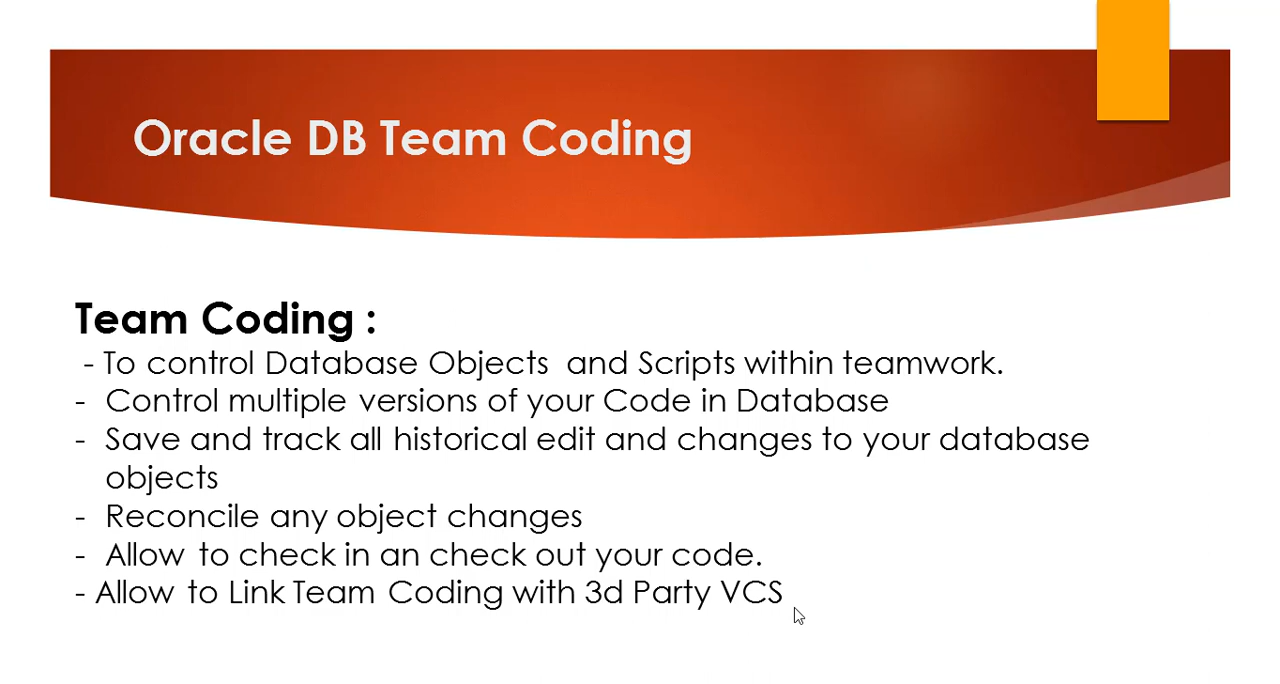 Oracle DB Team Coding
Team Coding :
- To control Database Objects and Scripts within teamwork.
- Control multiple versions of your Code in Database
- Save and track all historical edit and changes to your database
objects
- Reconcile any object changes
- Allow to check in an check out your code.
- Allow to Link Team Coding with 3d Party VCS